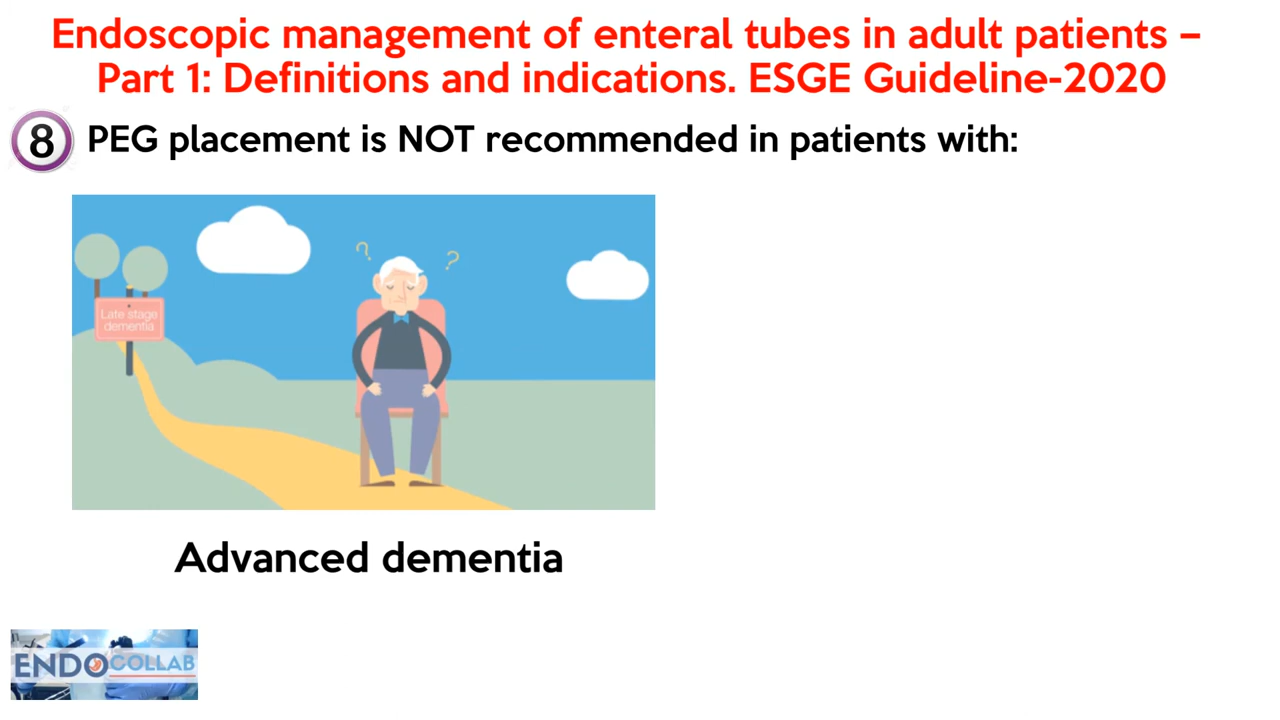 Endoscopic management of enteral tubes in adult patients –
Part 1: Definitions and indications. ESGE Guideline-2020
8 PEG placement is NOT recommended in patients with:
? ?
Late stage
dementia
Advanced dementia
ENDOCOLLAB